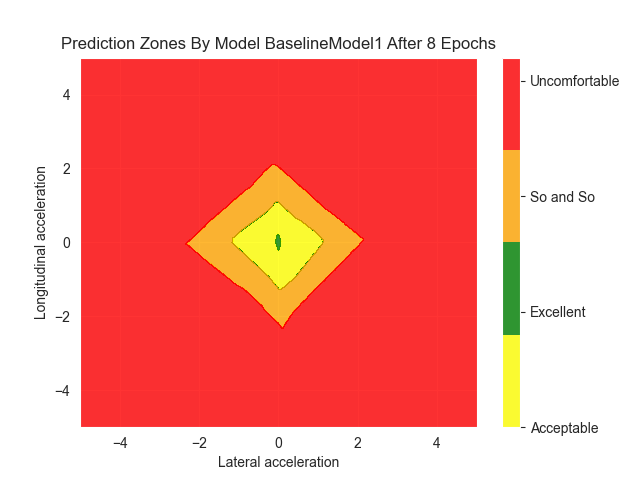 Prediction Zones By Model BaselineModel1 After 8 Epochs
Longitudinal acceleration
4
2
0
−2
−4
−4
−2
0
2
4
Lateral acceleration
Uncomfortable
So and So
Excellent
Acceptable